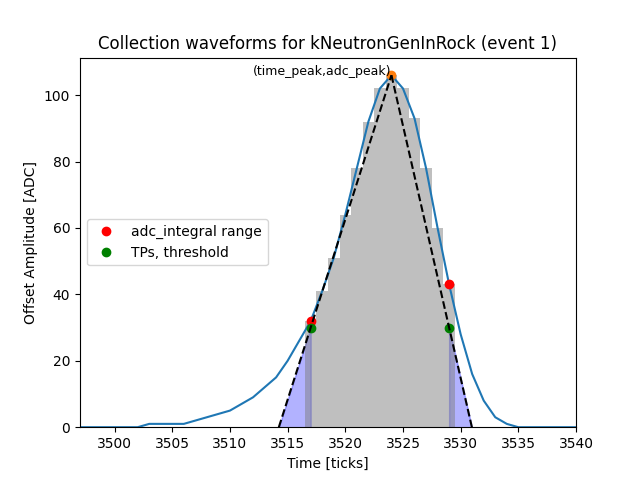 Collection waveforms for kNeutronGenInRock (event 1)
(time_peak,adc_peak)
100
80
60
40
20
0
Offset Amplitude [ADC]
adc_integral range
TPs, threshold
3500 3505 3510 3515 3520 3525 3530 3535 3540
Time [ticks]